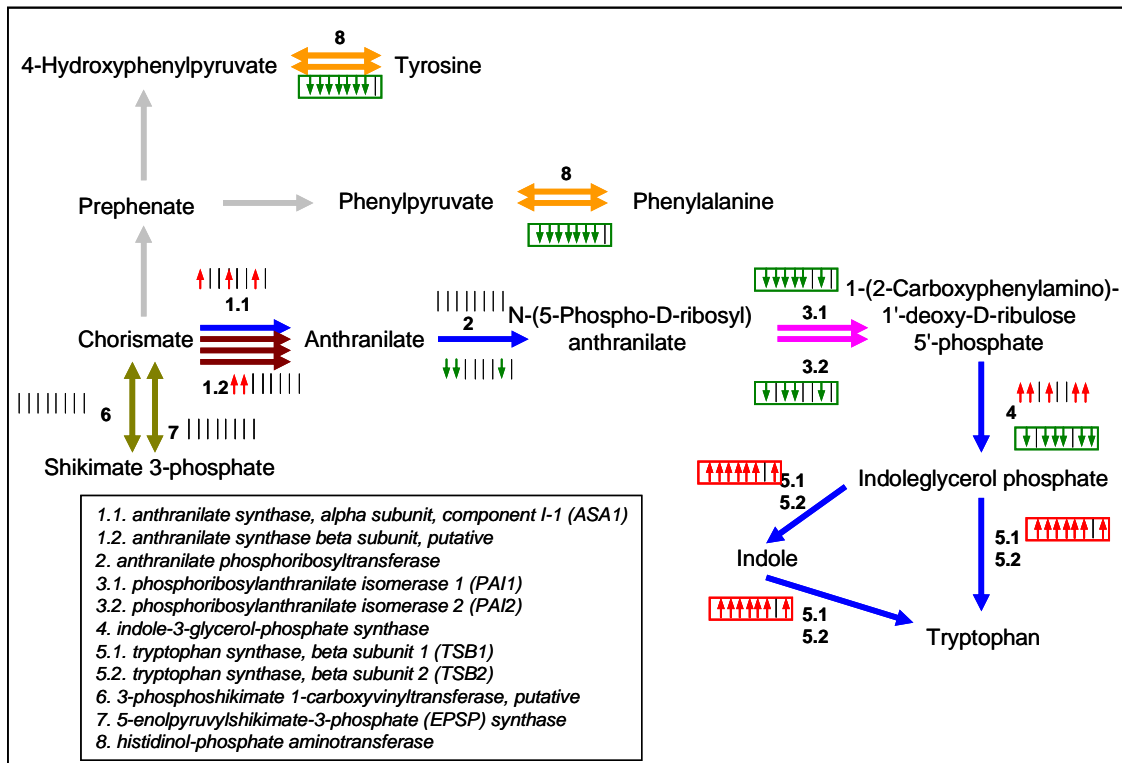 8
4-Hydroxyphenylpyruvate
Tyrosine
8
Prephenate
Phenylpyruvate
Phenylalanine
1.1
2
3.1
1-(2-Carboxyphenylamino)-
1'-deoxy-D-ribulose
5'-phosphate
Chorismate
Anthranilate
N-(5-Phospho-D-ribosyl)
anthranilate
1.2
3.2
6
7
4
Shikimate 3-phosphate
Indoleglycerol phosphate
5.1
5.2
5.1
5.2
Indole
5.1
5.2
Tryptophan
1.1. anthranilate synthase, alpha subunit, component I-1 (ASA1)
1.2. anthranilate synthase beta subunit, putative
2. anthranilate phosphoribosyltransferase
3.1. phosphoribosylanthranilate isomerase 1 (PAI1)
3.2. phosphoribosylanthranilate isomerase 2 (PAI2)
4. indole-3-glycerol-phosphate synthase
5.1. tryptophan synthase, beta subunit 1 (TSB1)
5.2. tryptophan synthase, beta subunit 2 (TSB2)
6. 3-phosphoshikimate 1-carboxyvinyltransferase, putative
7. 5-enolpyruvylshikimate-3-phosphate (EPSP) synthase
8. histidinol-phosphate aminotransferase